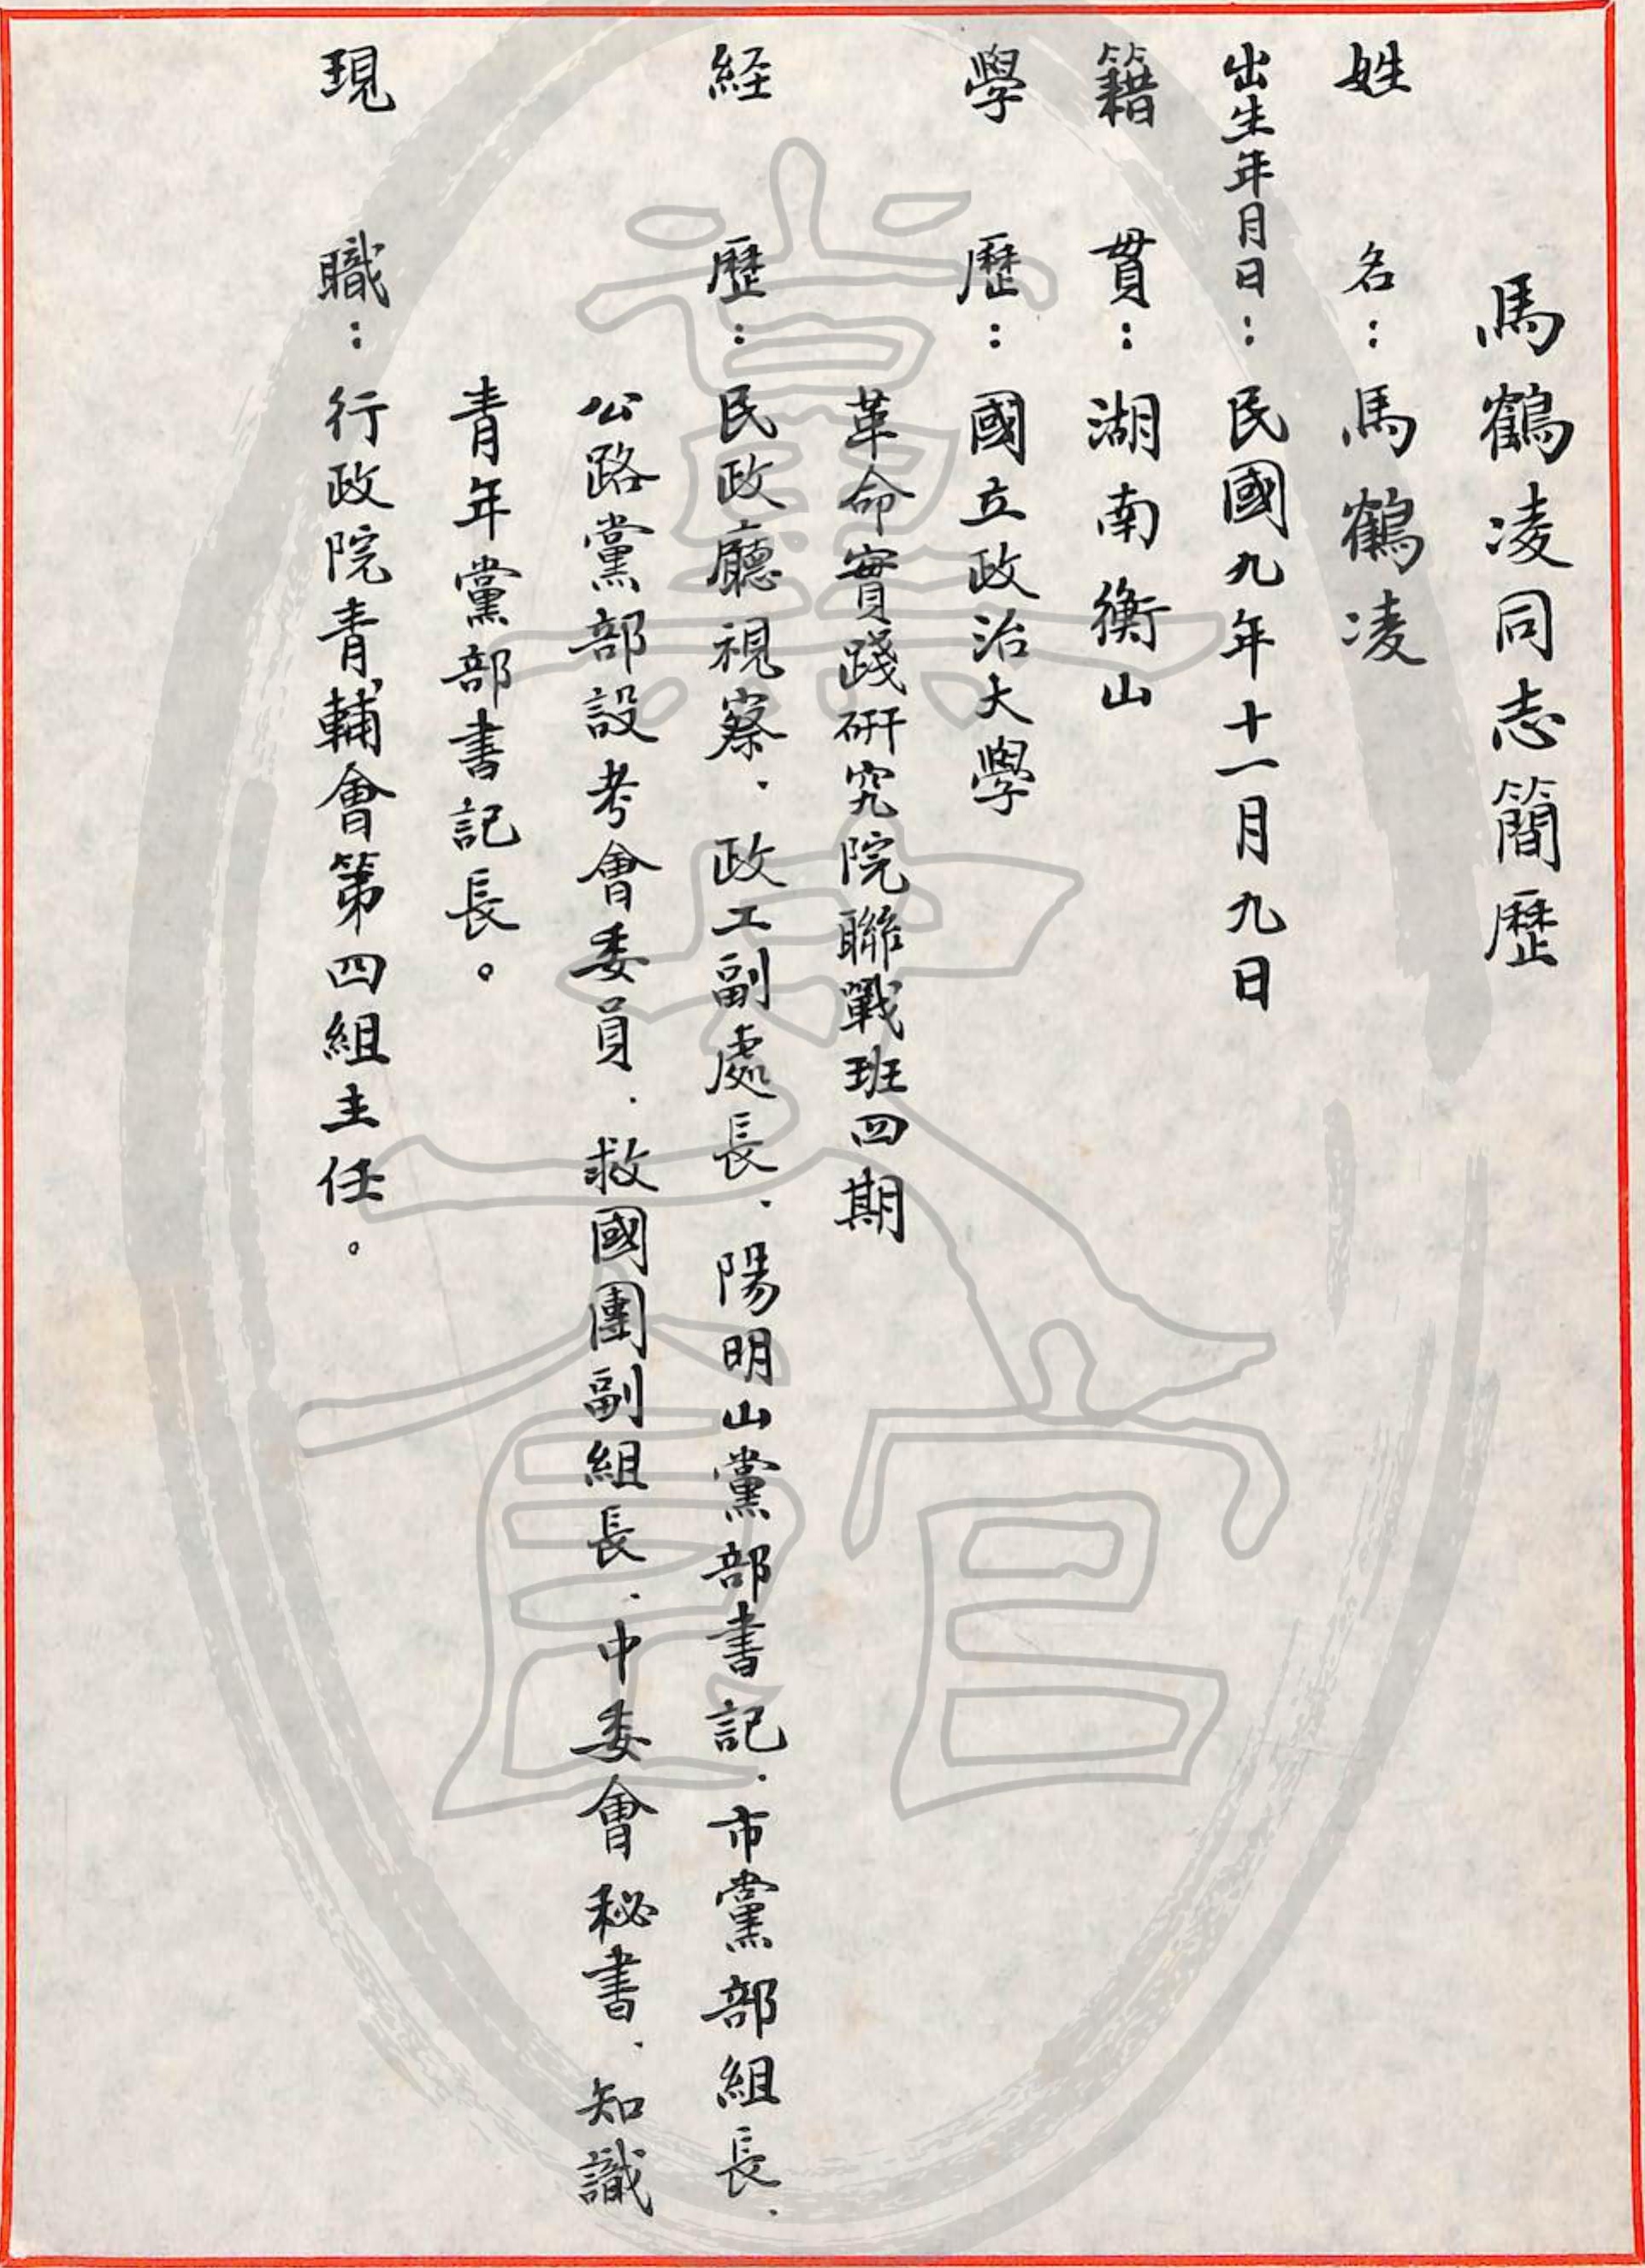 馬鶴凌同志簡歷
姓名：馬鶴凌
出生年月日：民國九年十一月九日
籍貫：湖南衡山
學歷：國立政治大學
革命實踐研究院聯戰班四期
経歷：民政廳視察．政工副處長．陽明山黨部書記．市黨部組長．
公路黨部設考會委員．救國團副組長．中委會秘書．知識
青年黨部書記長。
現職：行政院青輔會第四組主任。